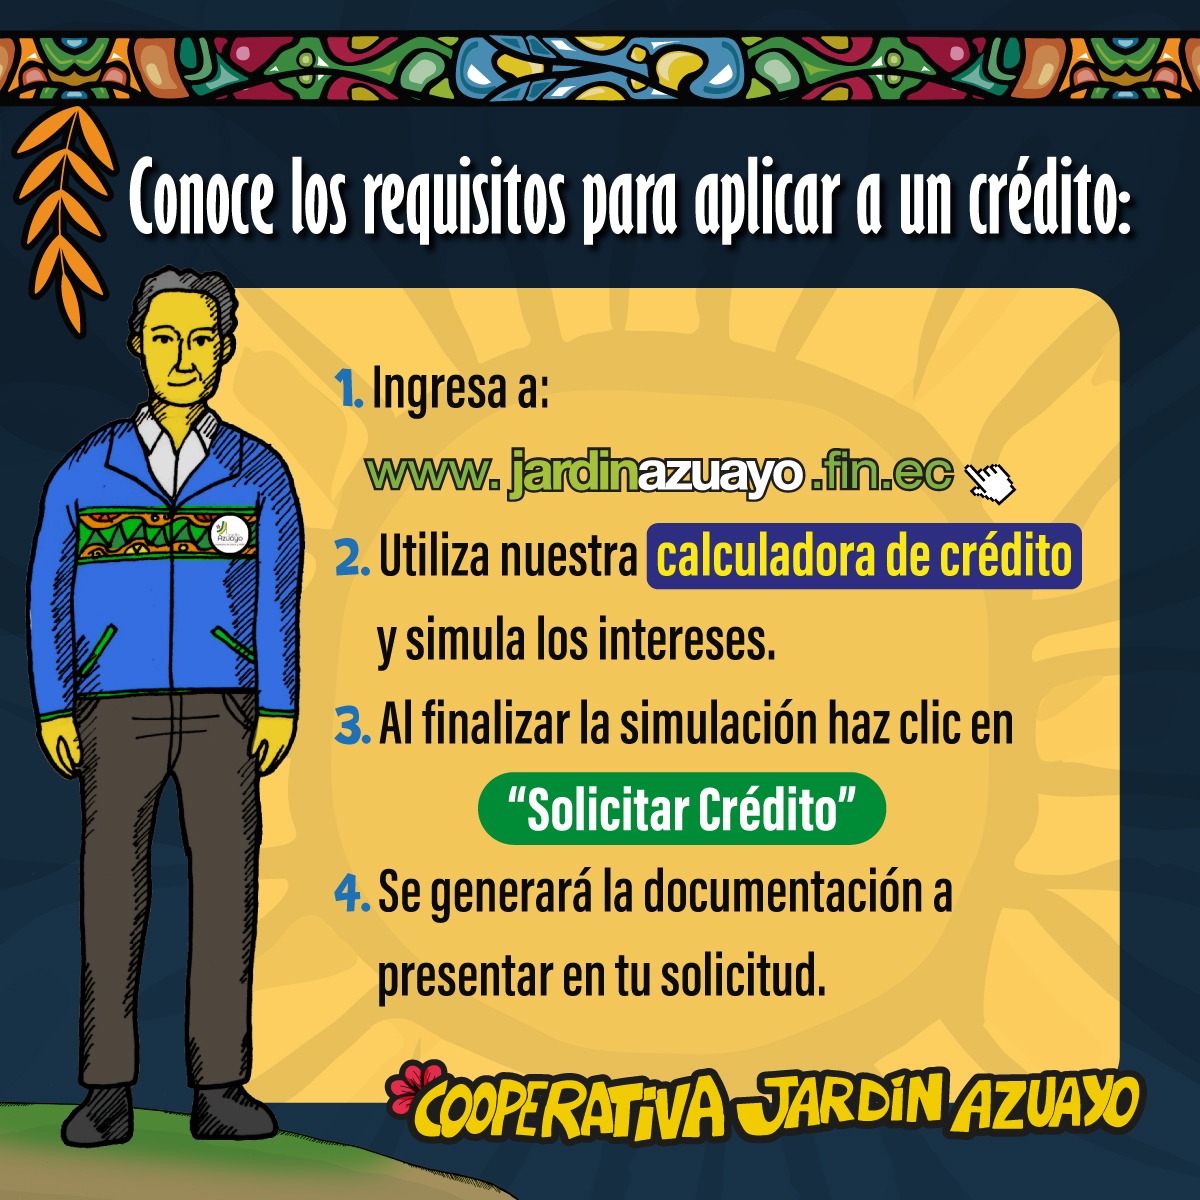 Conoce los requisitos para aplicar a un crédito:
1. Ingresa a:
www.jardinazuayo.fin.ec
2. Utiliza nuestra calculadora de crédito
y simula los intereses.
3. Al finalizar la simulación haz clic en
“Solicitar Crédito”
4. Se generará la documentación a
presentar en tu solicitud.
Azuayo
COOPERATIVA JARDÍN AZUAYO